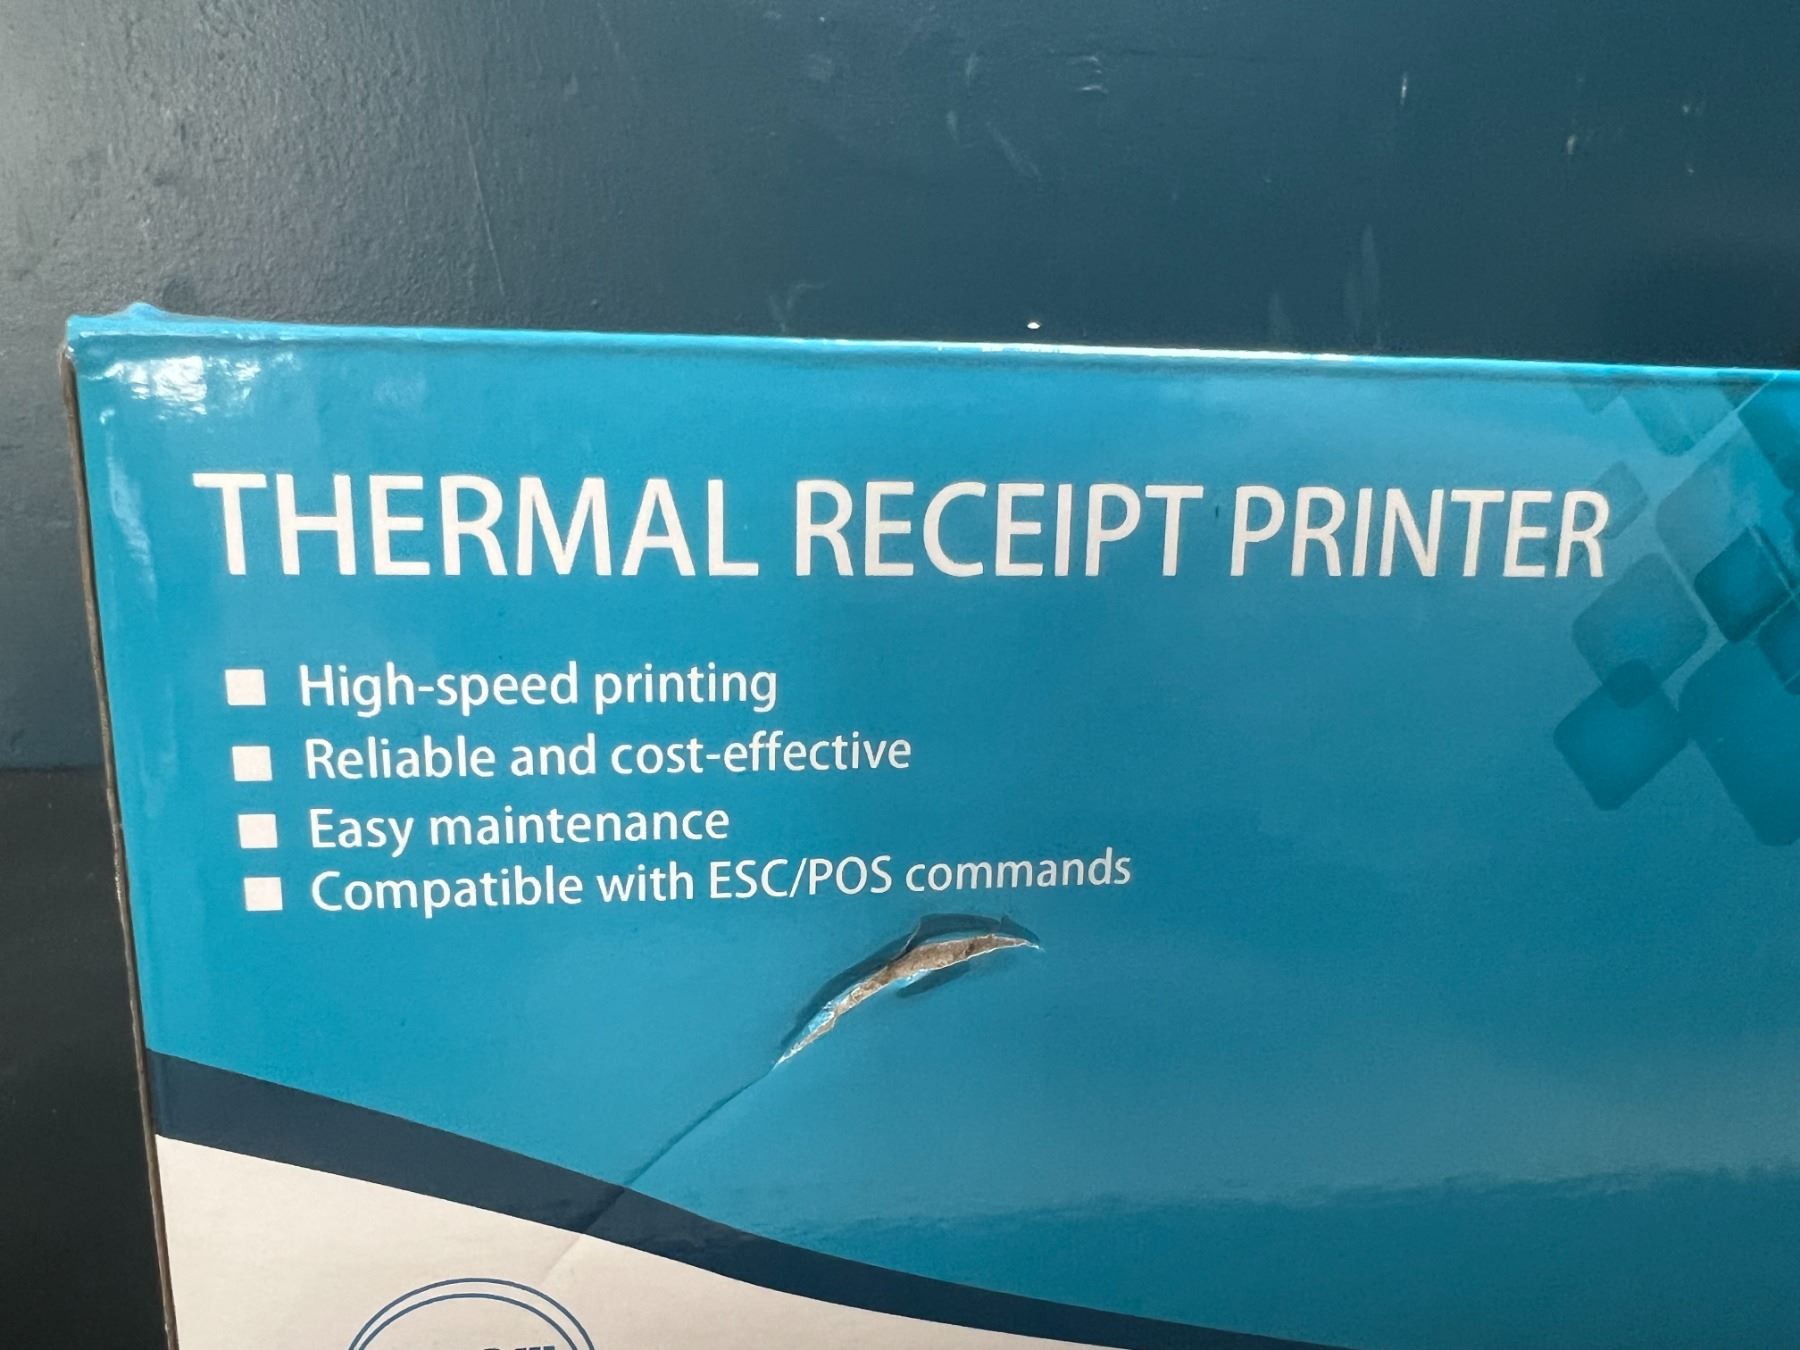 THERMAL RECEIPT PRINTER
High-speed printing
Reliable and cost-effective
Easy maintenance
Compatible with ESC/POS commands